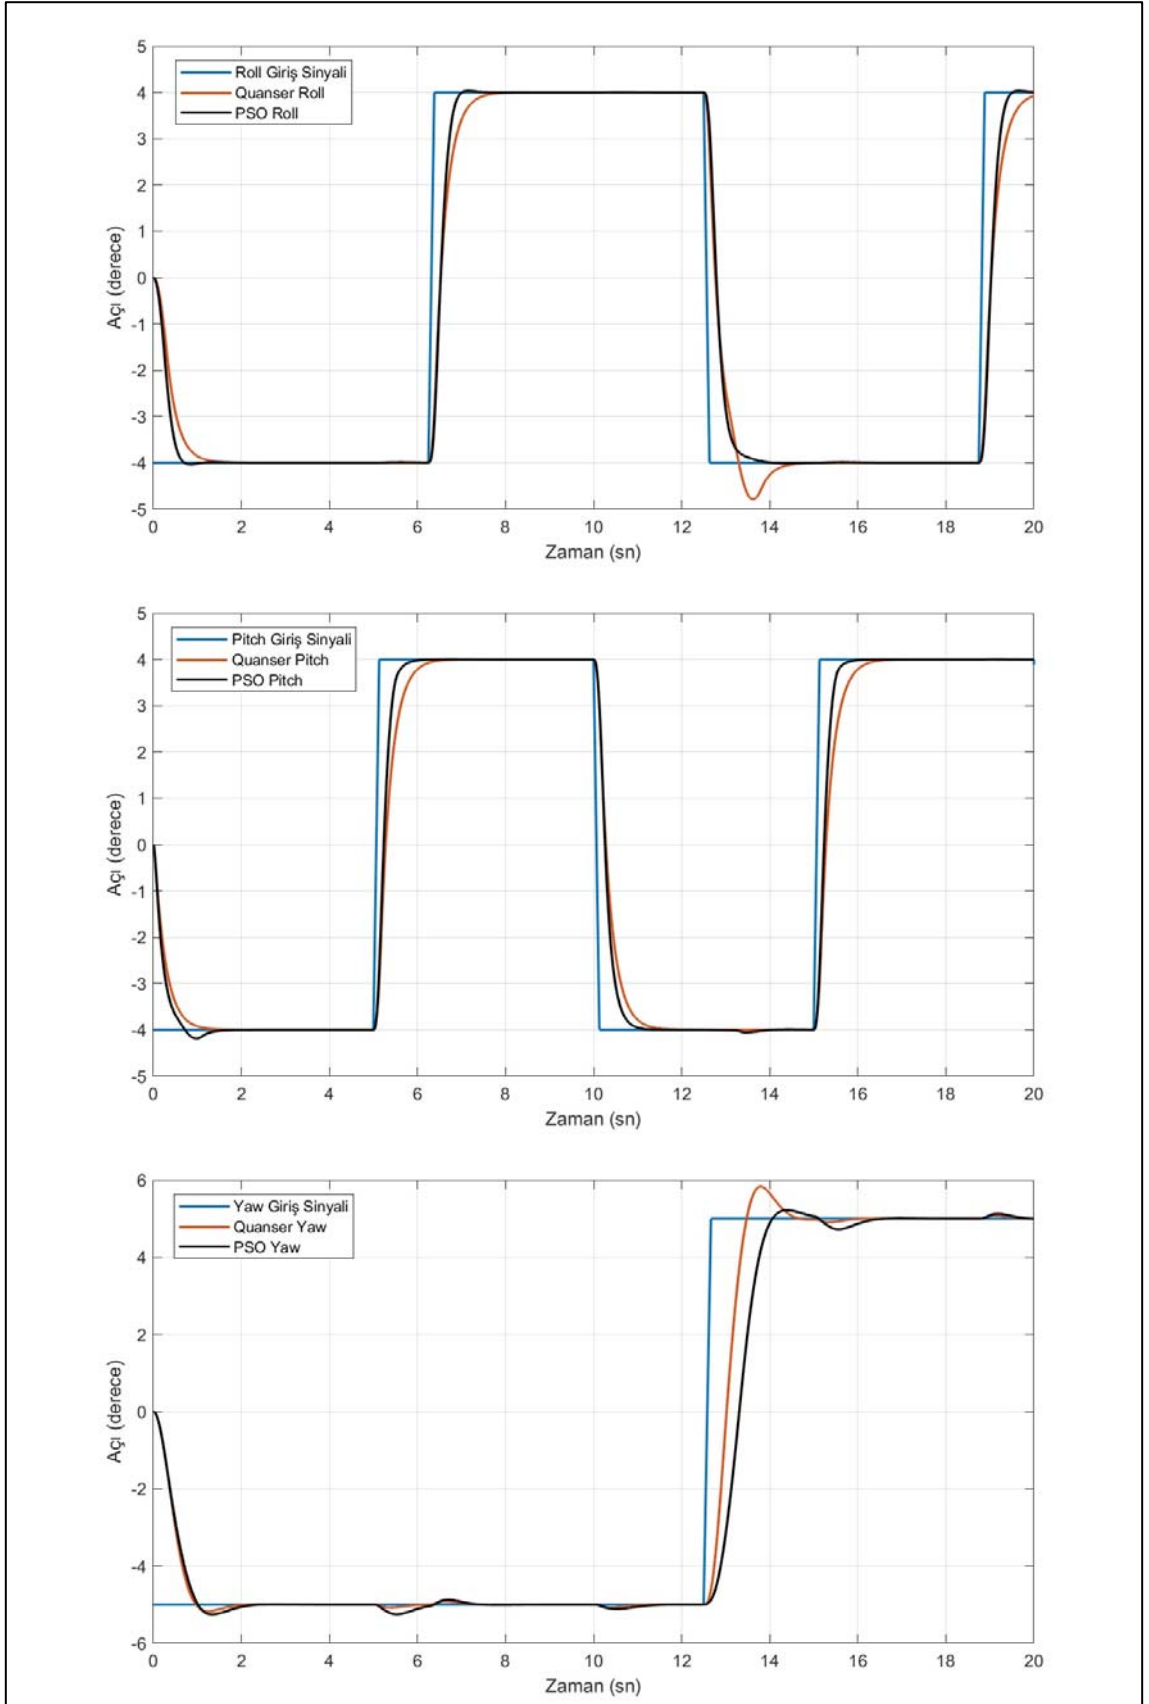 5
4
3
2
1
0
-1
-2
-3
-4
-5
Açı (derece)
Roll Giriş Sinyali
Quanser Roll
PSO Roll
0 2 4 6 8 10 12 14 16 18 20
Zaman (sn)
5
4
3
2
1
0
-1
-2
-3
-4
-5
Açı (derece)
Pitch Giriş Sinyali
Quanser Pitch
PSO Pitch
0 2 4 6 8 10 12 14 16 18 20
Zaman (sn)
6
4
2
0
-2
-4
-6
Açı (derece)
Yaw Giriş Sinyali
Quanser Yaw
PSO Yaw
0 2 4 6 8 10 12 14 16 18 20
Zaman (sn)